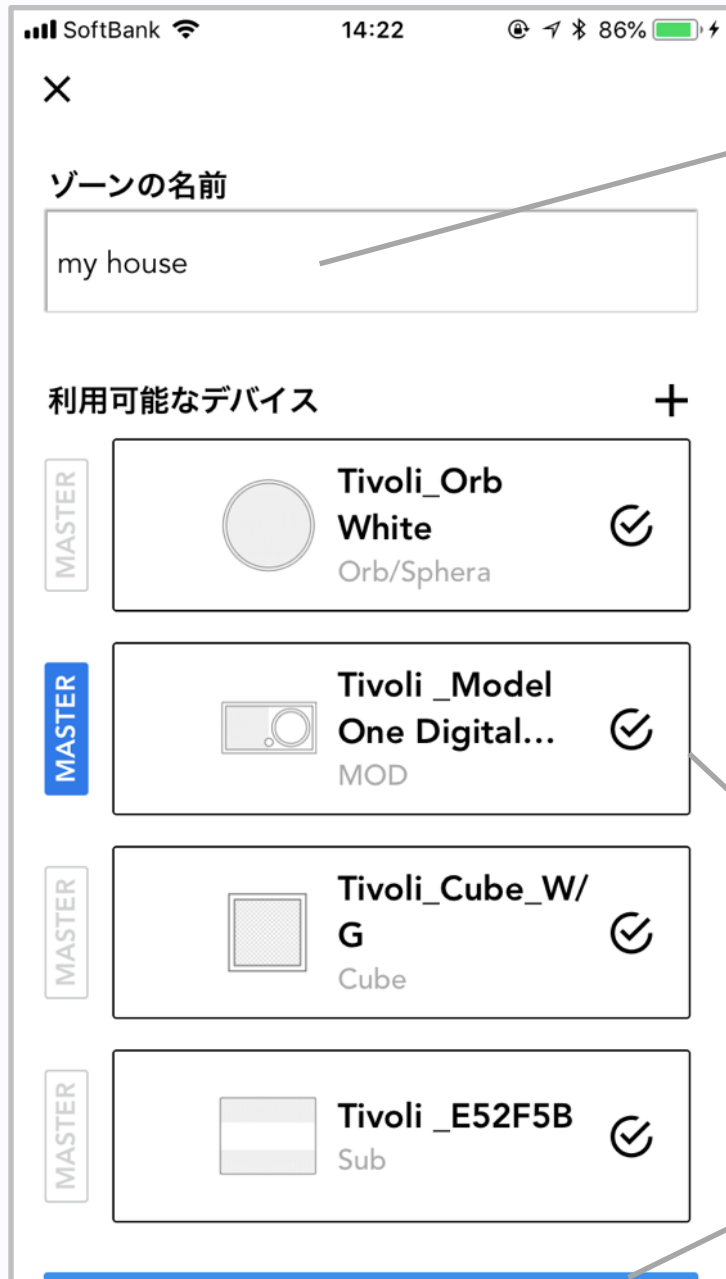 SoftBank 14:22 86%
ゾーンの名前
my house
利用可能なデバイス
MASTER
Tivoli_Orb
White
Orb/Sphera
MASTER
Tivoli _Model
One Digital...
MOD
MASTER
Tivoli_Cube_W/
G
Cube
MASTER
Tivoli _E52F5B
Sub